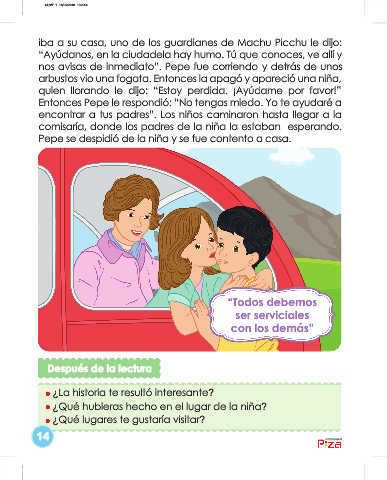 iba a su casa, uno de los guardianes de Machu Picchu le dijo:
“Ayúdanos, en la ciudadela hay humo. Tú que conoces, ve allí y
nos avisas de inmediato”. Pepe fue corriendo y detrás de unos
arbustos vio una fogata. Entonces la apagó y apareció una niña,
quien llorando le dijo: “Estoy perdida. ¡Ayúdame por favor!”
Entonces Pepe le respondió: “No tengas miedo. Yo te ayudaré a
encontrar a tus padres”. Los niños caminaron hasta llegar a la
comisaría, donde los padres de la niña la estaban esperando.
Pepe se despidió de la niña y se fue contento a casa.
“Todos debemos
ser serviciales
con los demás”
Después de la lectura
¿La historia te resultó interesante?
¿Qué hubieras hecho en el lugar de la niña?
¿Qué lugares te gustaría visitar?
14